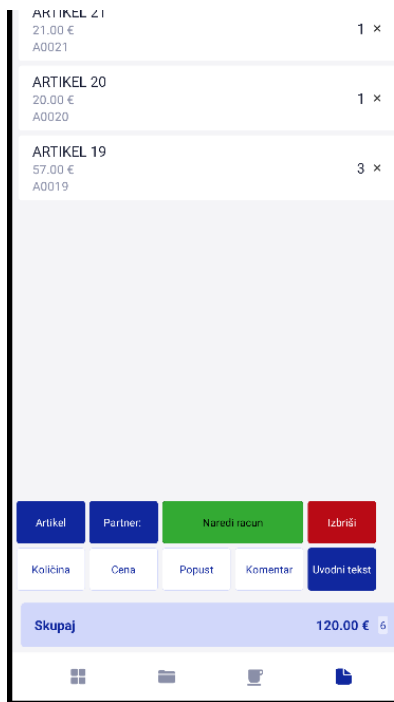 ARTIKEL 21
21.00 €
1 ×
A0021
ARTIKEL 20
20.00 €
1 ×
A0020
ARTIKEL 19
57.00 €
3 ×
A0019
Artikel
Partner:
Naredi racun
Izbriši
Količina
Cena
Popust
Komentar
Uvodni tekst
Skupaj
120.00 € 6